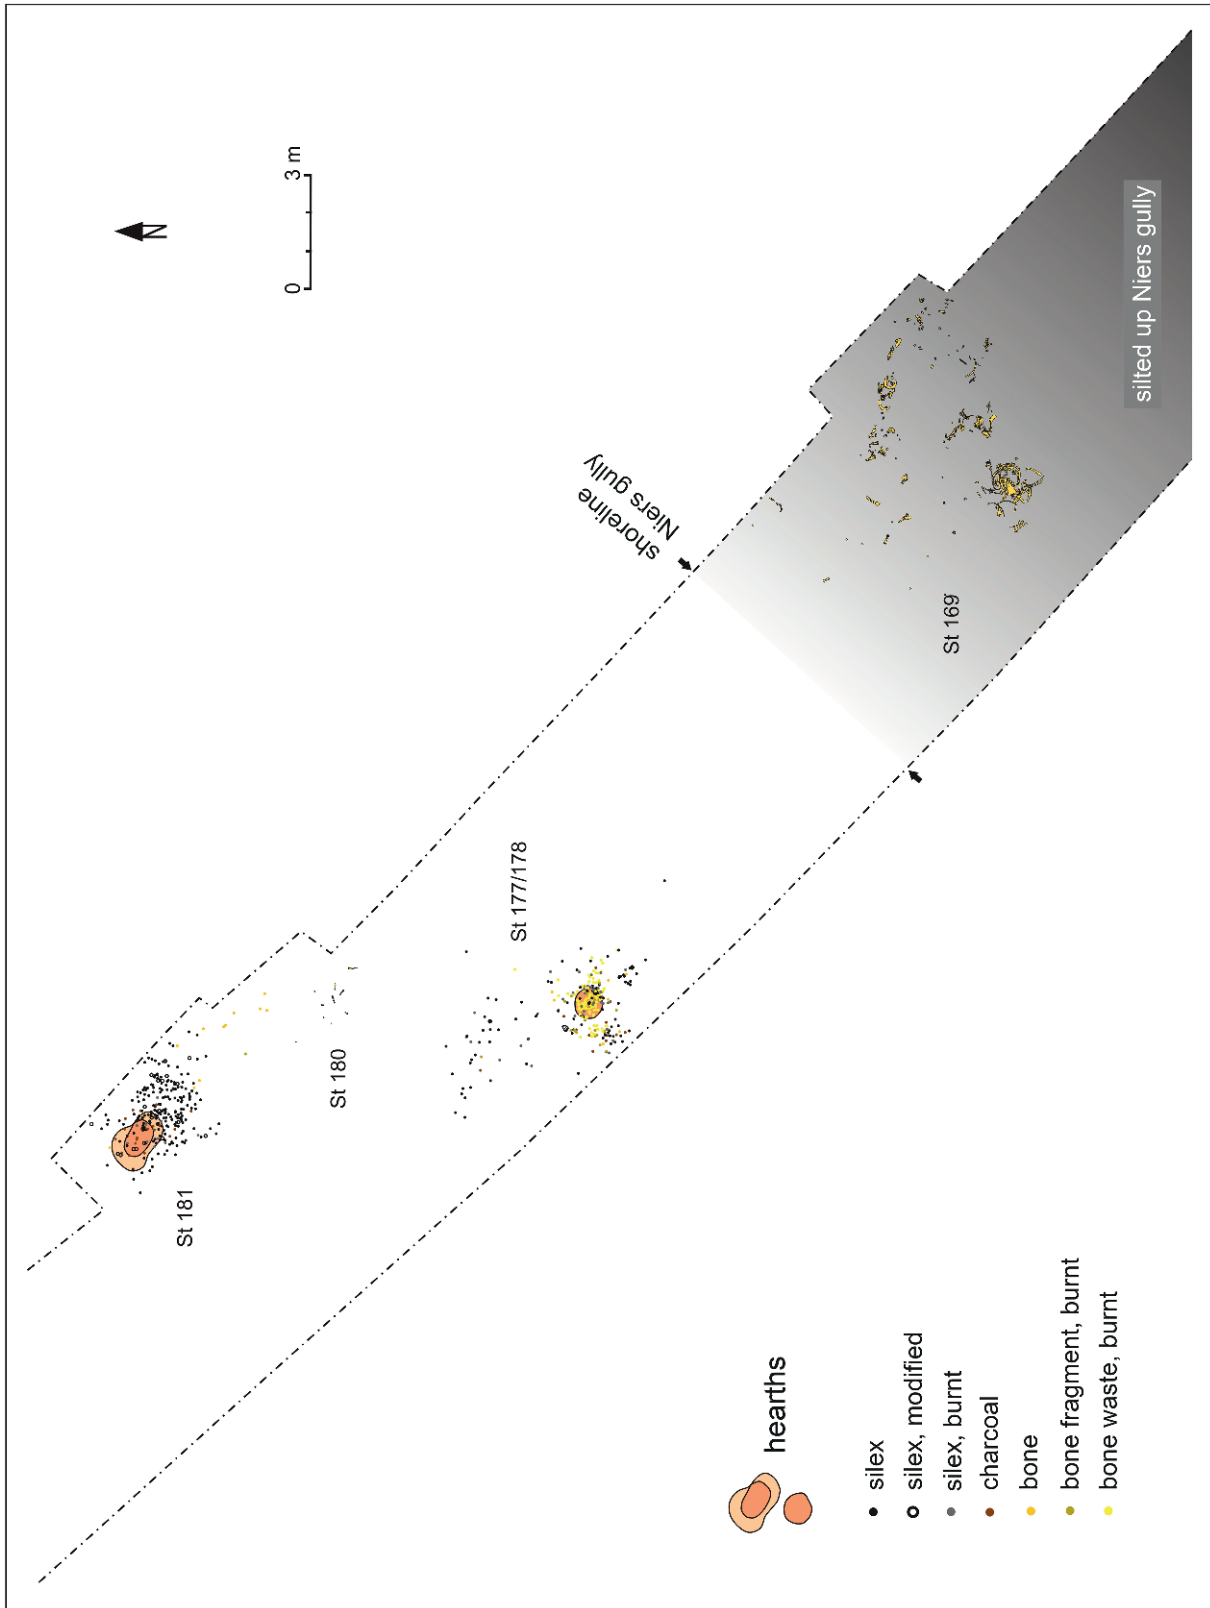 N
0 3 m
shoreline
Niers gully
silted up Niers gully
St 169
St 177/178
St 180
St 181
hearths
silex
silex, modified
silex, burnt
charcoal
bone
bone fragment, burnt
bone waste, burnt